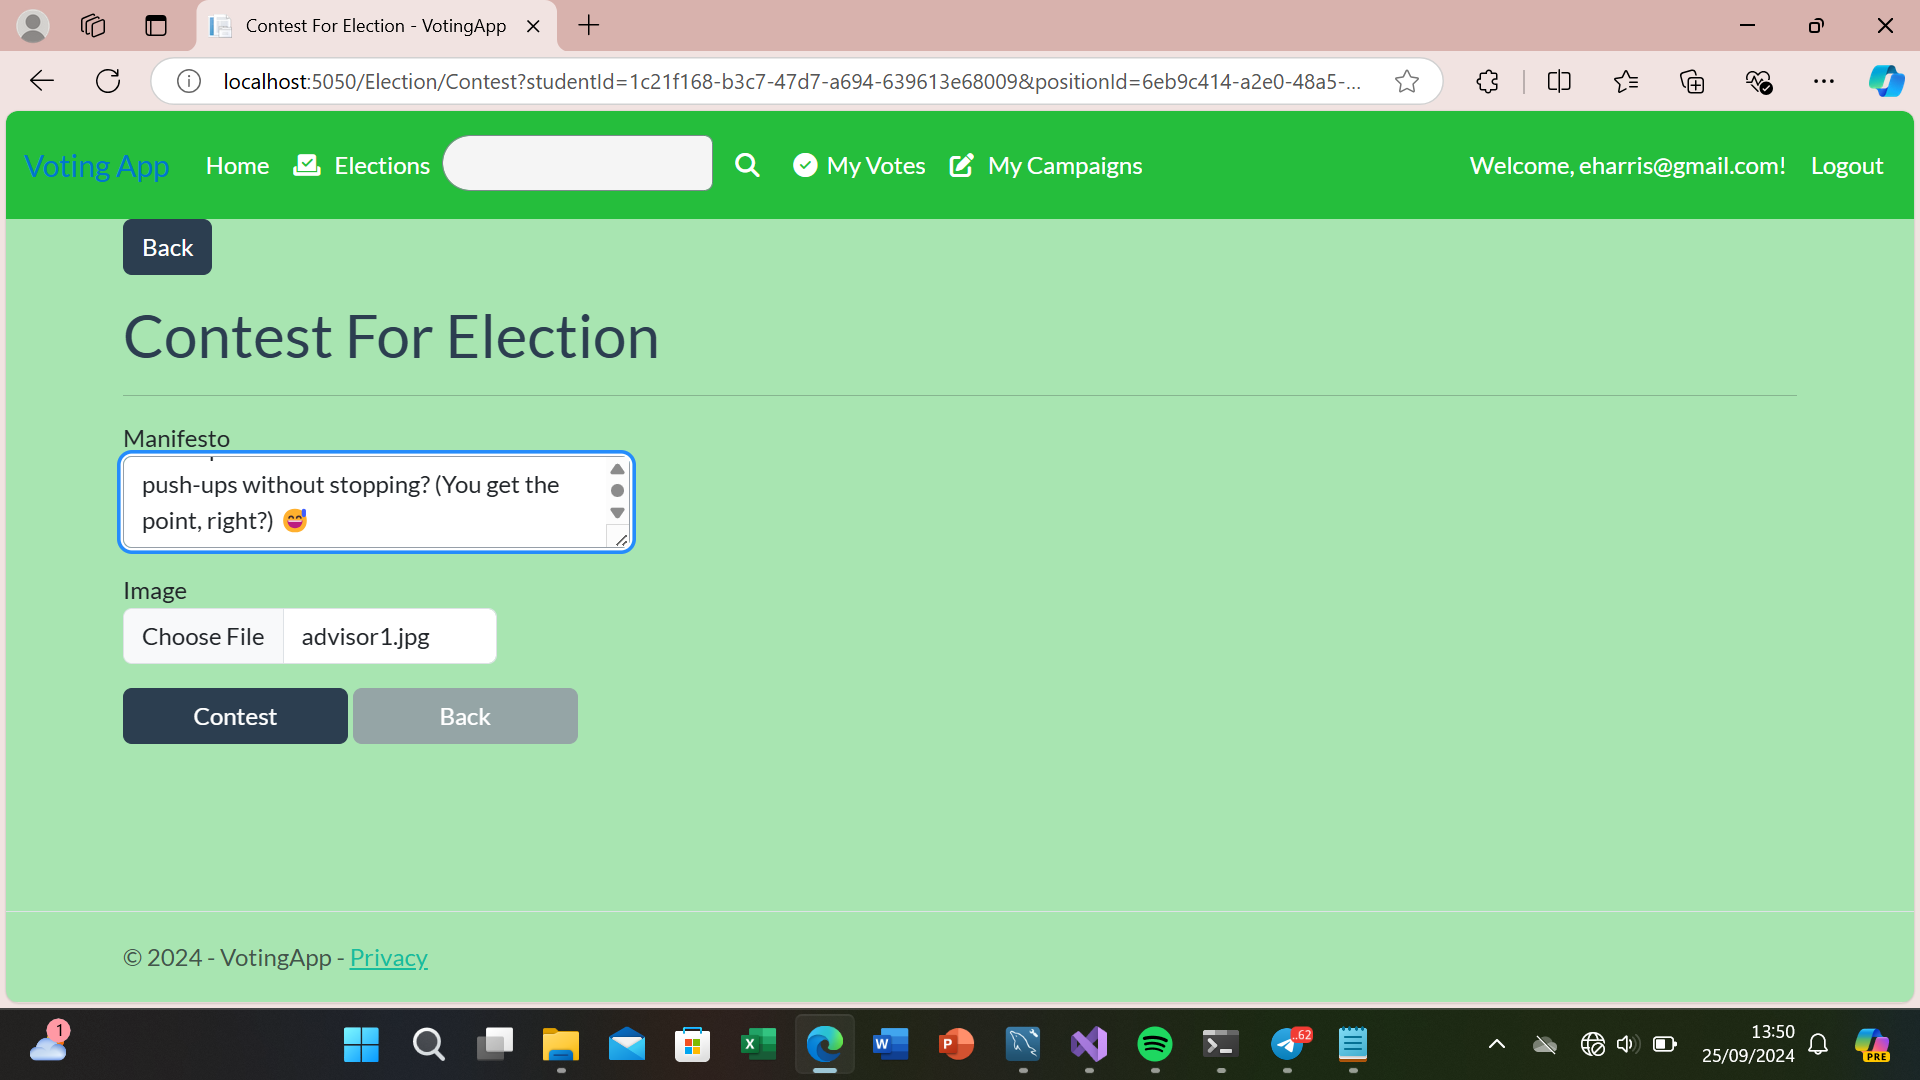 Contest For Election - VotingApp
localhost:5050/Election/Contest?studentId=1c21f168-b3c7-47d7-a694-639613e68009&positionId=6eb9c414-a2e0-48a5-...
Voting App Home Elections My Votes My Campaigns Welcome, eharris@gmail.com! Logout
Back
Contest For Election
Manifesto
push-ups without stopping? (You get the
point, right?) 😅
Image
Choose File advisor1.jpg
Contest Back
© 2024 - VotingApp - Privacy
1
62
13:50
25/09/2024
PRE